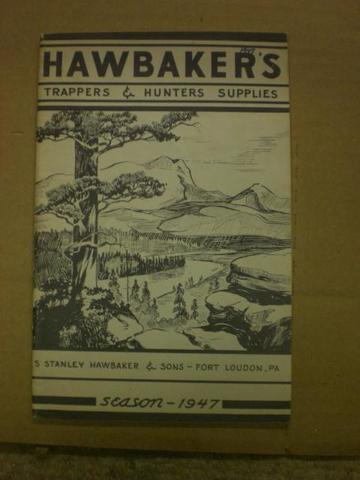 HAWBAKER'S
TRAPPERS & HUNTERS SUPPLIES
S STANLEY HAWBAKER & SONS - FORT LOUDON, PA
season - 1947